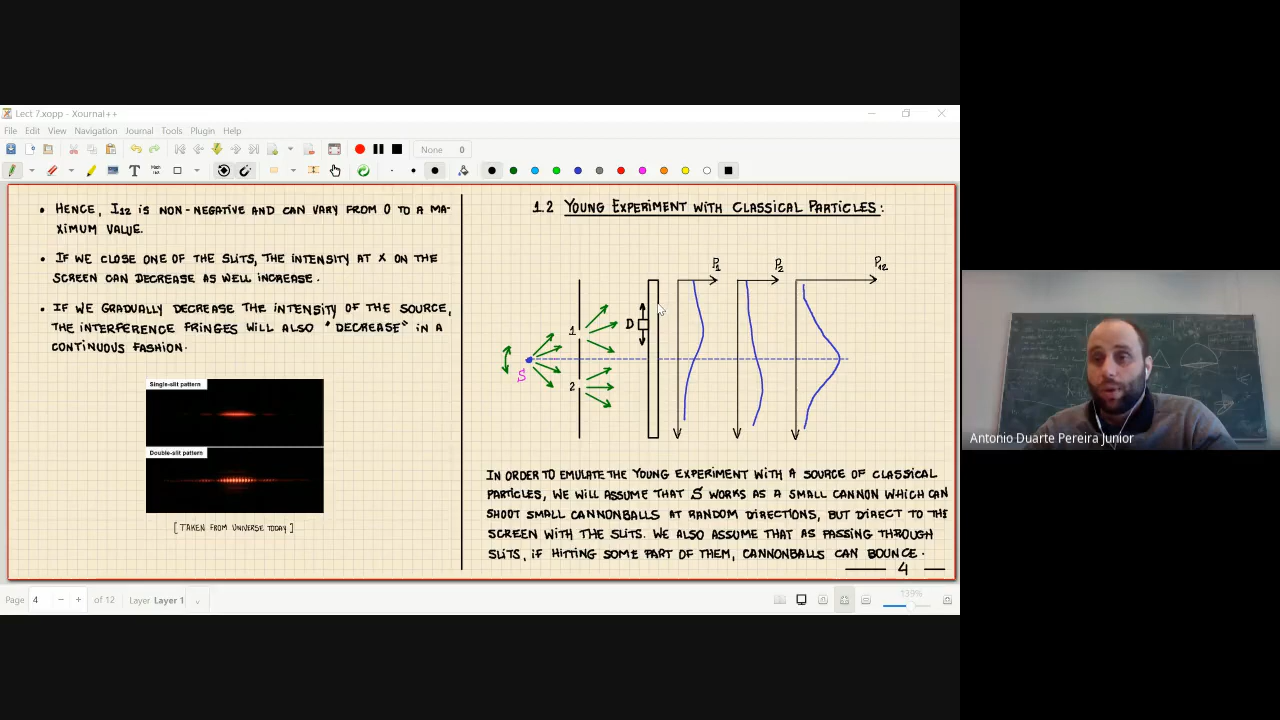 Lect 7.xopp - Xournal++
File Edit View Navigation Journal Tools Plugin Help
None 0
• HENCE, I12 IS NON-NEGATIVE AND CAN VARY FROM 0 TO A MA-
XIMUM VALUE.
• IF WE CLOSE ONE OF THE SLITS, THE INTENSITY AT X ON THE
SCREEN CAN DECREASE AS WELL INCREASE.
• IF WE GRADUALLY DECREASE THE INTENSITY OF THE SOURCE,
THE INTERFERENCE FRINGES WILL ALSO "DECREASE" IN A
CONTINUOUS FASHION.
Single-slit pattern
Double-slit pattern
[TAKEN FROM UNIVERSE TODAY]
1.2 YOUNG EXPERIMENT WITH CLASSICAL PARTICLES:
P1 P2 P12
1 D
S
2
IN ORDER TO EMULATE THE YOUNG EXPERIMENT WITH A SOURCE OF CLASSICAL
PARTICLES, WE WILL ASSUME THAT S WORKS AS A SMALL CANNON WHICH CAN
SHOOT SMALL CANNONBALLS AT RANDOM DIRECTIONS, BUT DIRECT TO THE
SCREEN WITH THE SLITS. WE ALSO ASSUME THAT AS PASSING THROUGH
SLITS, IF HITTING SOME PART OF THEM, CANNONBALLS CAN BOUNCE.
4
Page 4 of 12 Layer Layer 1 139%
Antonio Duarte Pereira Junior